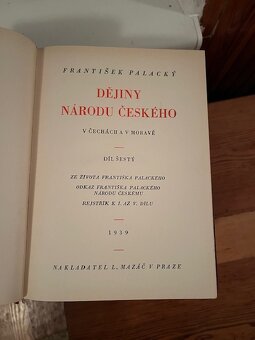 FRANTIŠEK PALACKÝ
DĚJINY
NÁRODU ČESKÉHO
V ČECHÁCH A V MORAVĚ
DÍL ŠESTÝ
ZE ŽIVOTA FRANTIŠKA PALACKÉHO
ODKAZ FRANTIŠKA PALACKÉHO
NÁRODU ČESKÉMU
REJSTŘÍK K I. AŽ V. DÍLU
1939
NAKLADATEL L. MAZÁČ V PRAZE